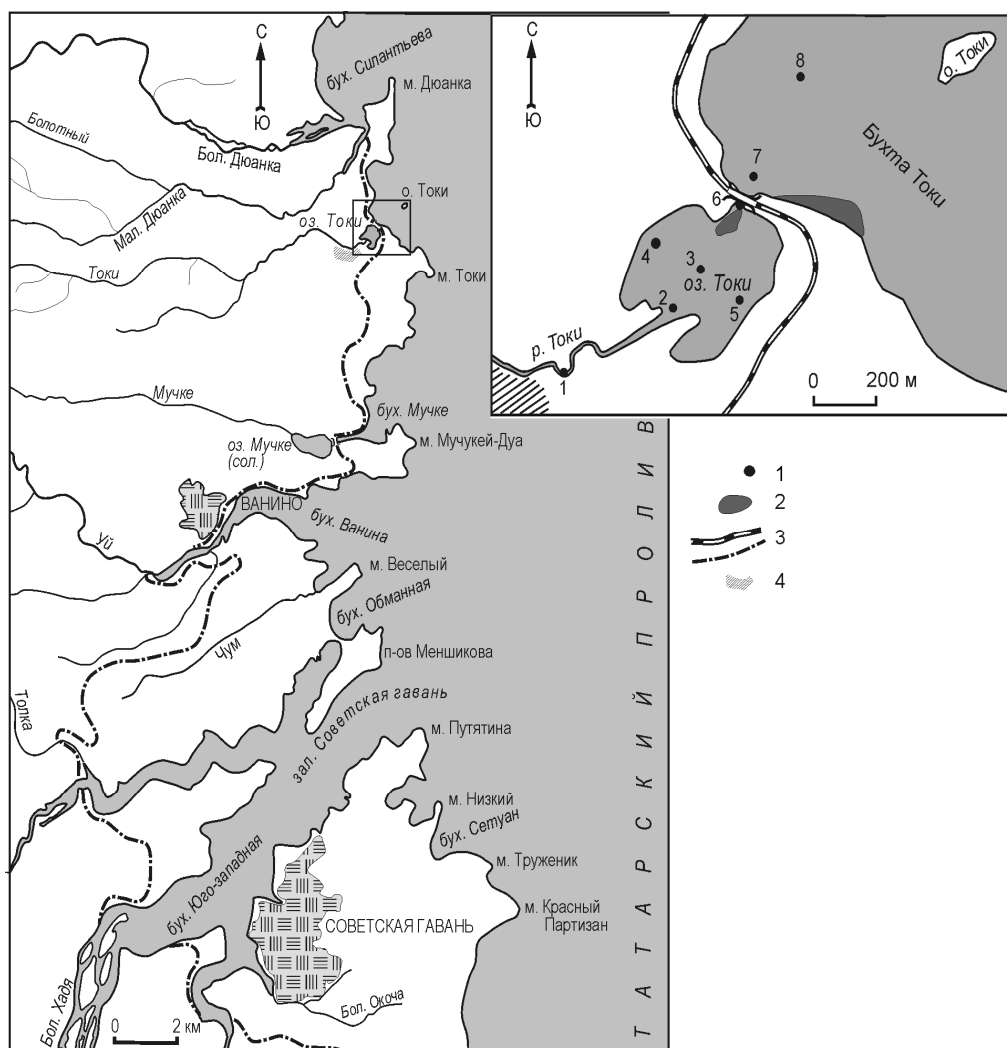 С
Ю
бух. Силантьева
м. Дюанка
Болотный
Бол. Дюанка
Мал. Дюанка
о. Токи
оз. Токи
Токи
м. Токи
Мучке
бух. Мучке
оз. Мучке
(сол.)
м. Мучукей-Дуа
ВАНИНО
бух. Ванина
Уй
м. Веселый
бух. Обманная
Чум
п-ов Меншикова
Топка
зал. Советская гавань
м. Путятина
м. Низкий
бух. Сетуан
м. Труженик
бух. Юго-западная
м. Красный
Партизан
СОВЕТСКАЯ ГАВАНЬ
Бол. Хадя
Бол. Окоча
0 2 км
ТАТАРСКИЙ ПРОЛИВ
С
Ю
8
о. Токи
Бухта Токи
7
6
4
3
оз. Токи
2
5
р. Токи
1
0 200 м
1
2
3
4